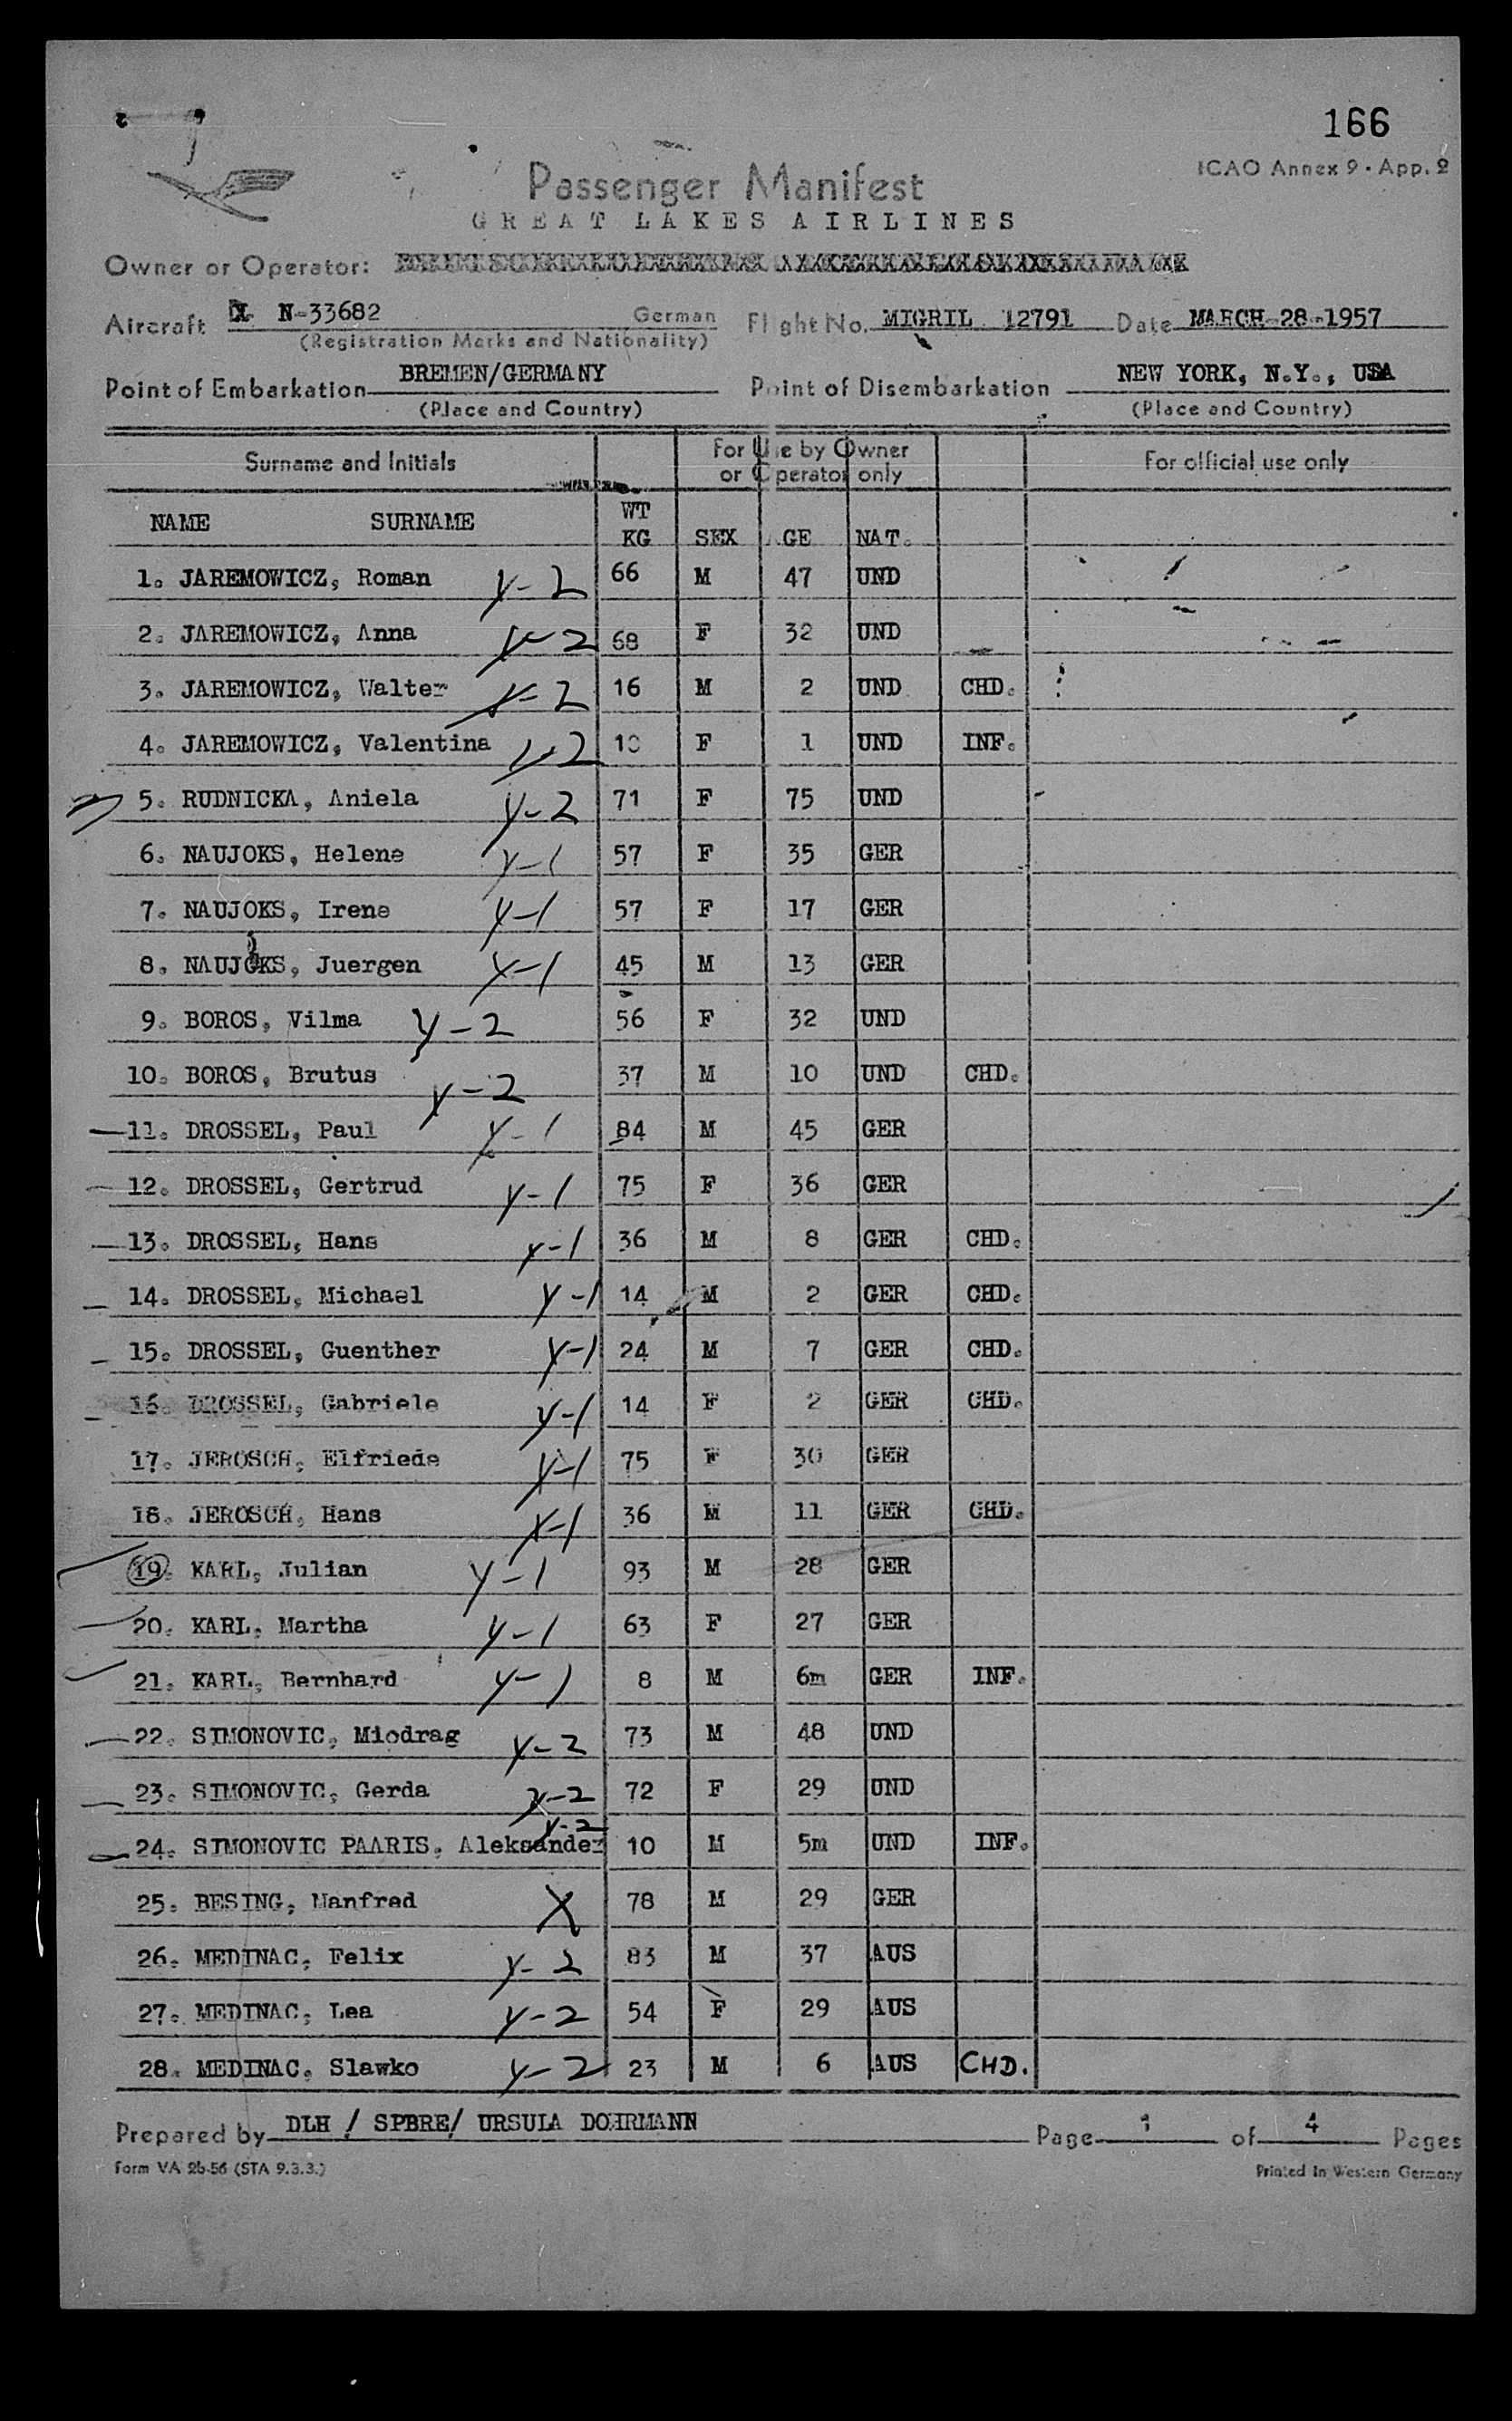 166
ICAO Annex 9 • App. 2
Passenger Manifest
GREAT LAKES AIRLINES
Owner or Operator:
Aircraft N-33682 German Flight No. MIGRIL 12791 Date MARCH-28-1957
(Registration Marks and Nationality)
Point of Embarkation BREMEN/GERMANY Point of Disembarkation NEW YORK, N.Y., USA
(Place and Country) (Place and Country)
Surname and Initials For Use by Owner or Operator only For official use only
NAME SURNAME WT KG SEX AGE NAT.
1. JAREMOWICZ, Roman Y-2 66 M 47 UND
2. JAREMOWICZ, Anna Y-2 68 F 32 UND
3. JAREMOWICZ, Walter Y-2 16 M 2 UND CHD.
4. JAREMOWICZ, Valentina Y-2 10 F 1 UND INF.
5. RUDNICKA, Aniela Y-2 71 F 75 UND
6. NAUJOKS, Helene Y-1 57 F 35 GER
7. NAUJOKS, Irene Y-1 57 F 17 GER
8. NAUJOKS, Juergen Y-1 45 M 13 GER
9. BOROS, Vilma Y-2 56 F 32 UND
10. BOROS, Brutus Y-2 37 M 10 UND CHD.
11. DROSSEL, Paul Y-1 84 M 45 GER
12. DROSSEL, Gertrud Y-1 75 F 36 GER
13. DROSSEL, Hans Y-1 36 M 8 GER CHD.
14. DROSSEL, Michael Y-1 14 M 2 GER CHD.
15. DROSSEL, Guenther Y-1 24 M 7 GER CHD.
16. DROSSEL, Gabriele Y-1 14 F 2 GER CHD.
17. JEROSCH, Elfriede Y-1 75 F 30 GER
18. JEROSCH, Hans Y-1 36 M 11 GER CHD.
19. KARL, Julian Y-1 93 M 28 GER
20. KARL, Martha Y-1 63 F 27 GER
21. KARL, Bernhard Y-1 8 M 6m GER INF.
22. SIMONOVIC, Miodrag Y-2 73 M 48 UND
23. SIMONOVIC, Gerda Y-2 72 F 29 UND
24. SIMONOVIC PAARIS, Aleksander Y-2 10 M 5m UND INF.
25. BESING, Manfred X 78 M 29 GER
26. MEDINAC, Felix Y-2 83 M 37 AUS
27. MEDINAC, Lea Y-2 54 F 29 AUS
28. MEDINAC, Slawko Y-2 23 M 6 AUS CHD.
Prepared by DLH / SPBRE/ URSULA DOHRMANN Page 1 of 4 Pages
Form VA 2b-56 (STA 9.3.3.) Printed in Western Germany